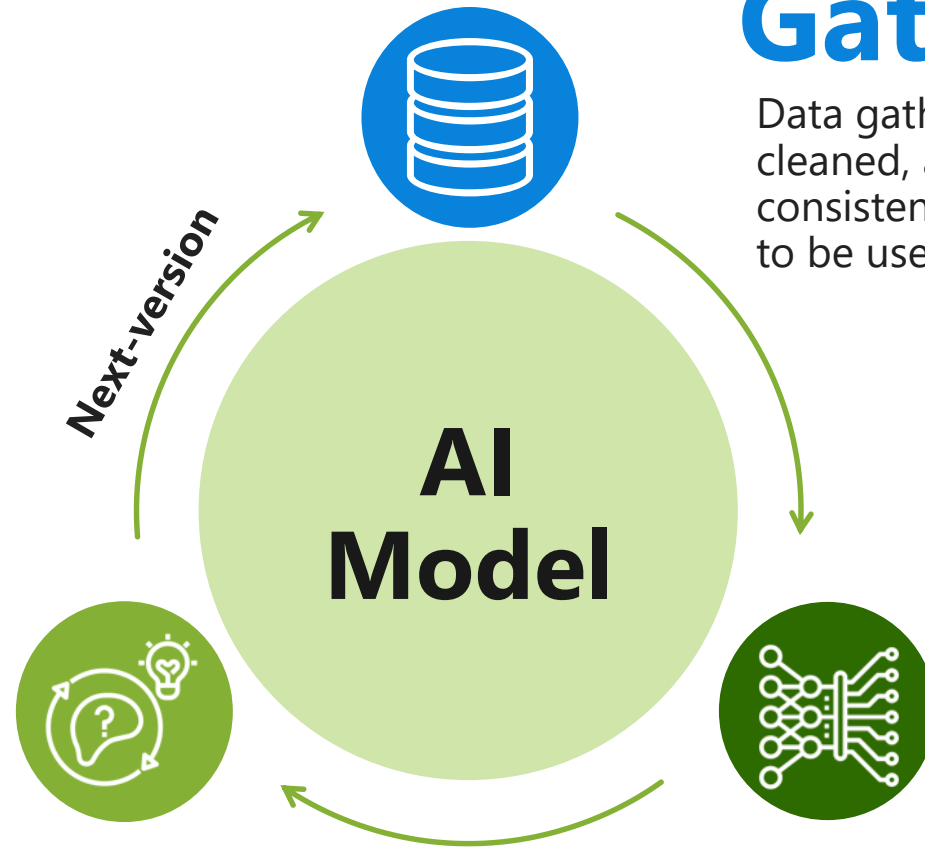 Gat
Data gath
cleaned, a
consisten
to be use
Next-version
AI
Model
?